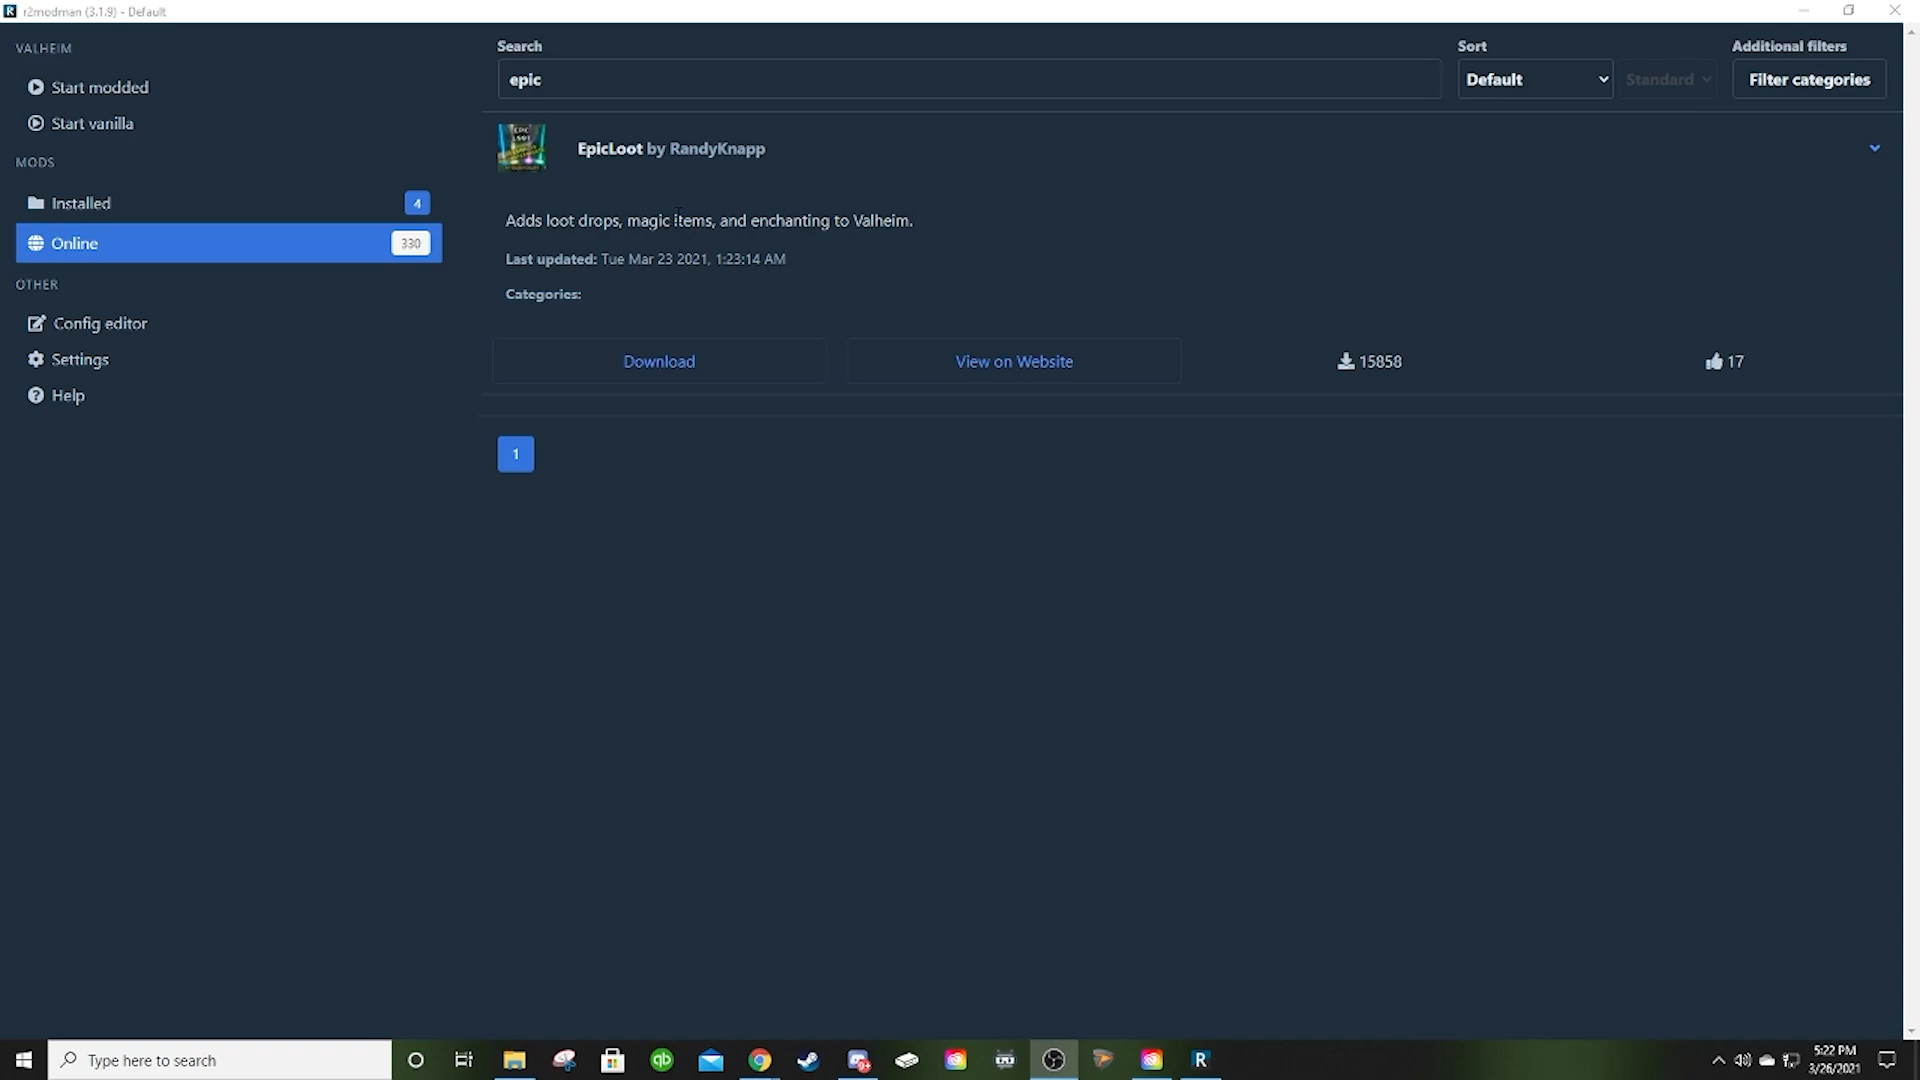 r2modman (3.1.9) - Default
VALHEIM
Start modded
Start vanilla
MODS
Installed 4
Online 330
OTHER
Config editor
Settings
Help
Search
epic
Sort
Default
Standard
Additional filters
Filter categories
EpicLoot by RandyKnapp
Adds loot drops, magic items, and enchanting to Valheim.
Last updated: Tue Mar 23 2021, 1:23:14 AM
Categories:
Download
View on Website
15858
17
1
Type here to search
qb
R
5:22 PM
3/26/2021